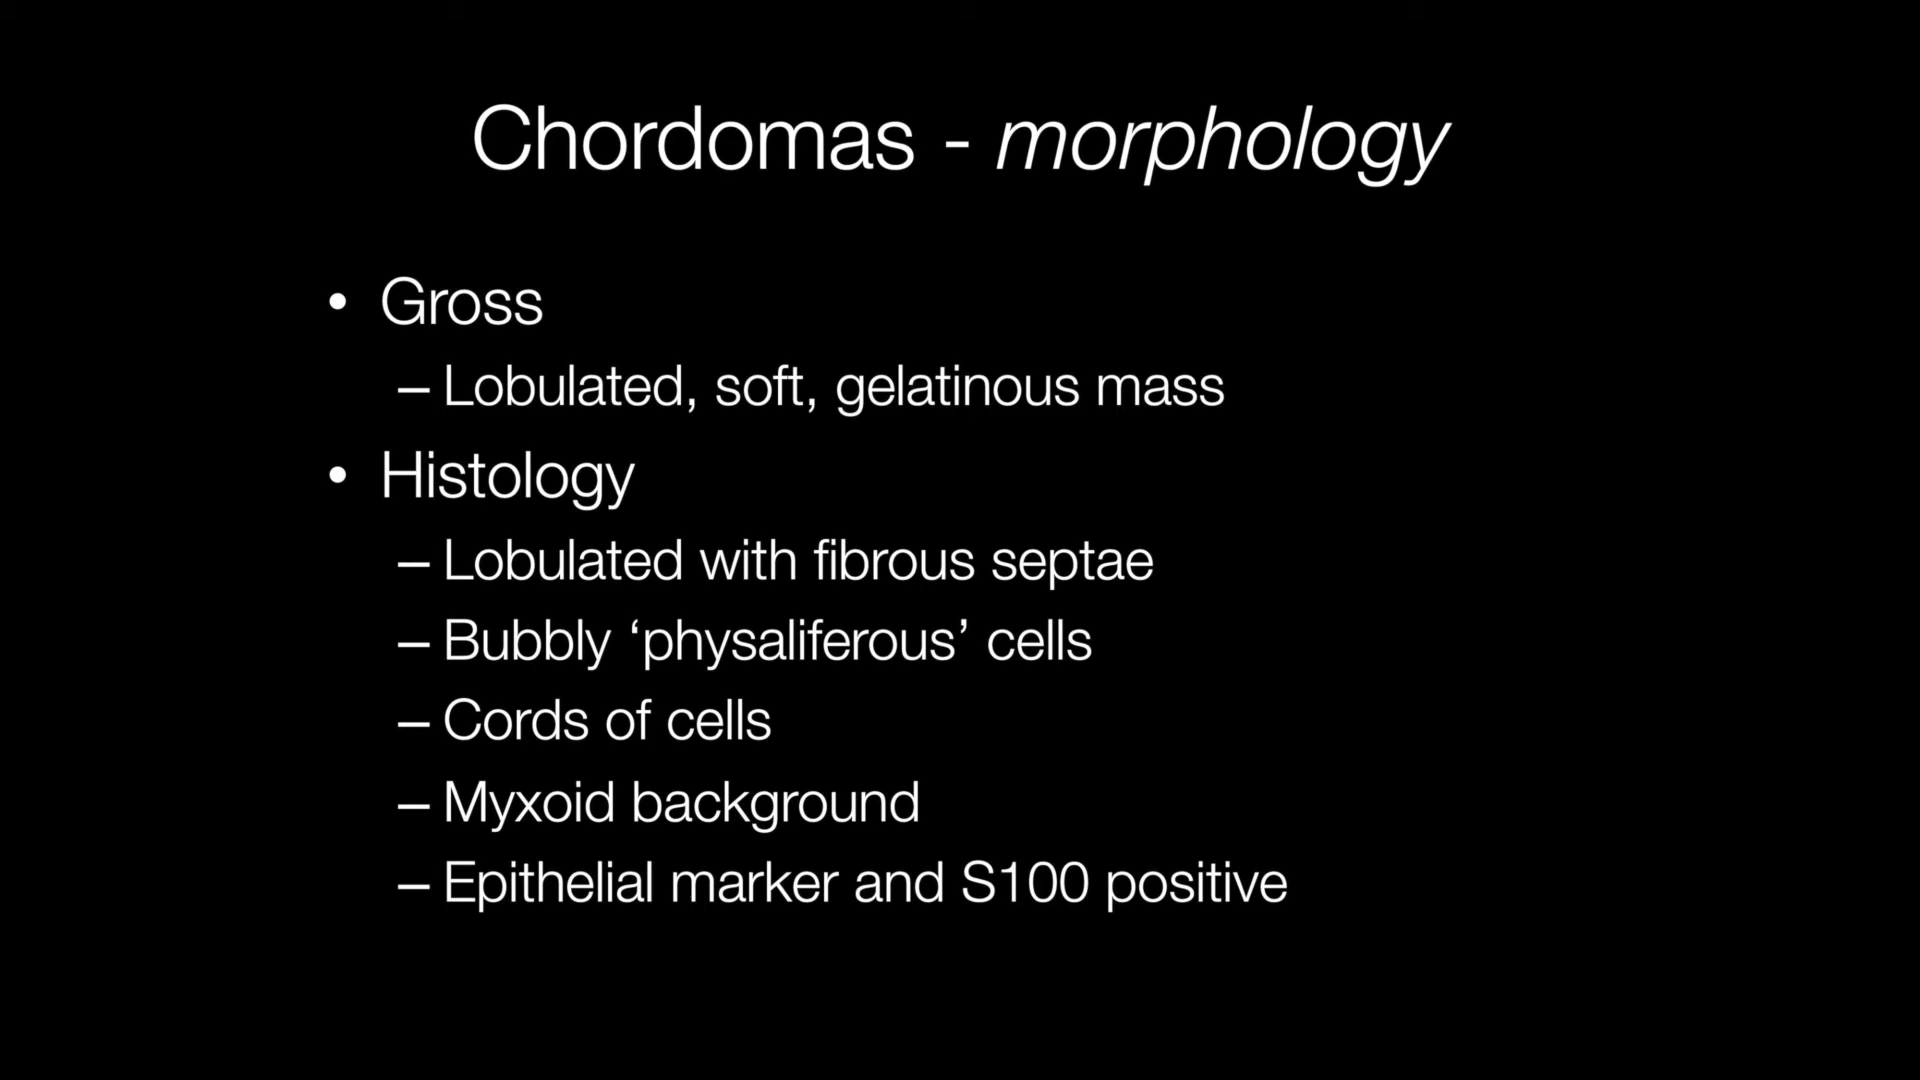 Chordomas - morphology
• Gross
– Lobulated, soft, gelatinous mass
• Histology
– Lobulated with fibrous septae
– Bubbly ‘physaliferous’ cells
– Cords of cells
– Myxoid background
– Epithelial marker and S100 positive